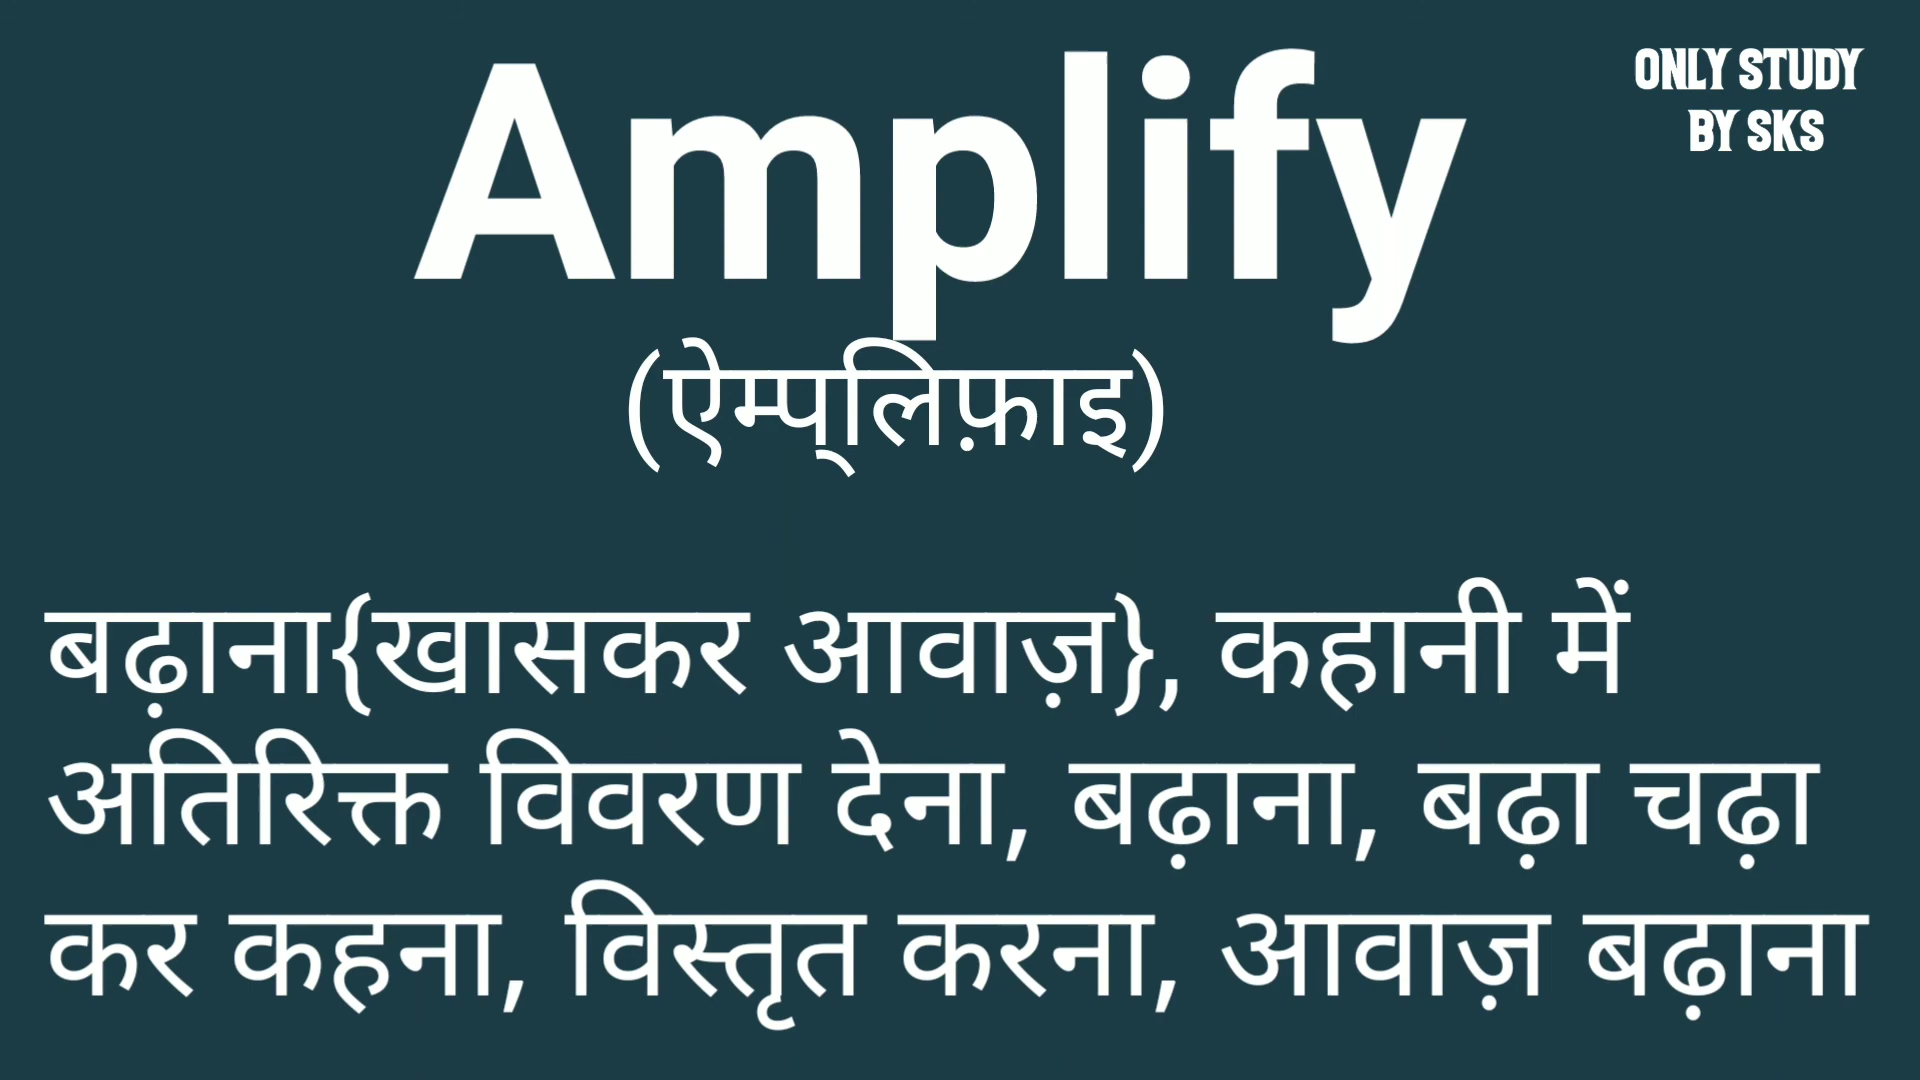 Amplify
ONLY STUDY
BY SKS
(ऐम्प्‌लिफ़ाइ)
बढ़ाना{खासकर आवाज़}, कहानी में
अतिरिक्त विवरण देना, बढ़ाना, बढ़ा चढ़ा
कर कहना, विस्तृत करना, आवाज़ बढ़ाना